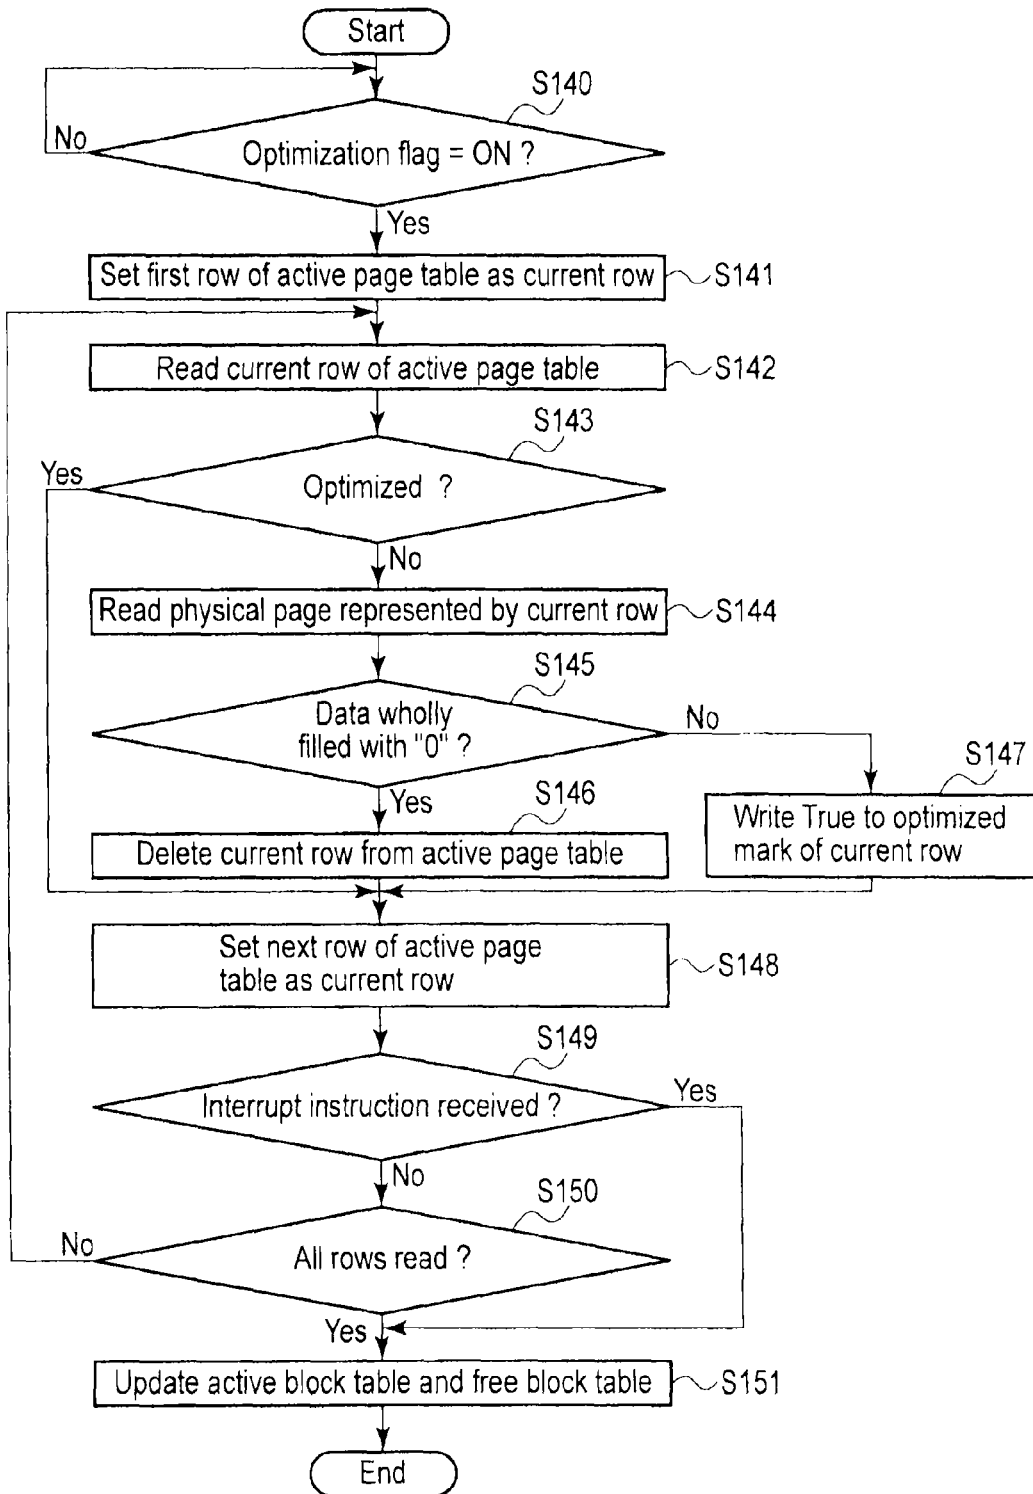 Start
S140
No
Optimization flag = ON ?
Yes
Set first row of active page table as current row
S141
Read current row of active page table
S142
S143
Yes
Optimized ?
No
Read physical page represented by current row
S144
S145
Data wholly
filled with "0" ?
No
S147
Yes
S146
Write True to optimized
mark of current row
Delete current row from active page table
Set next row of active page
table as current row
S148
S149
Interrupt instruction received ?
Yes
No
S150
No
All rows read ?
Yes
Update active block table and free block table
S151
End